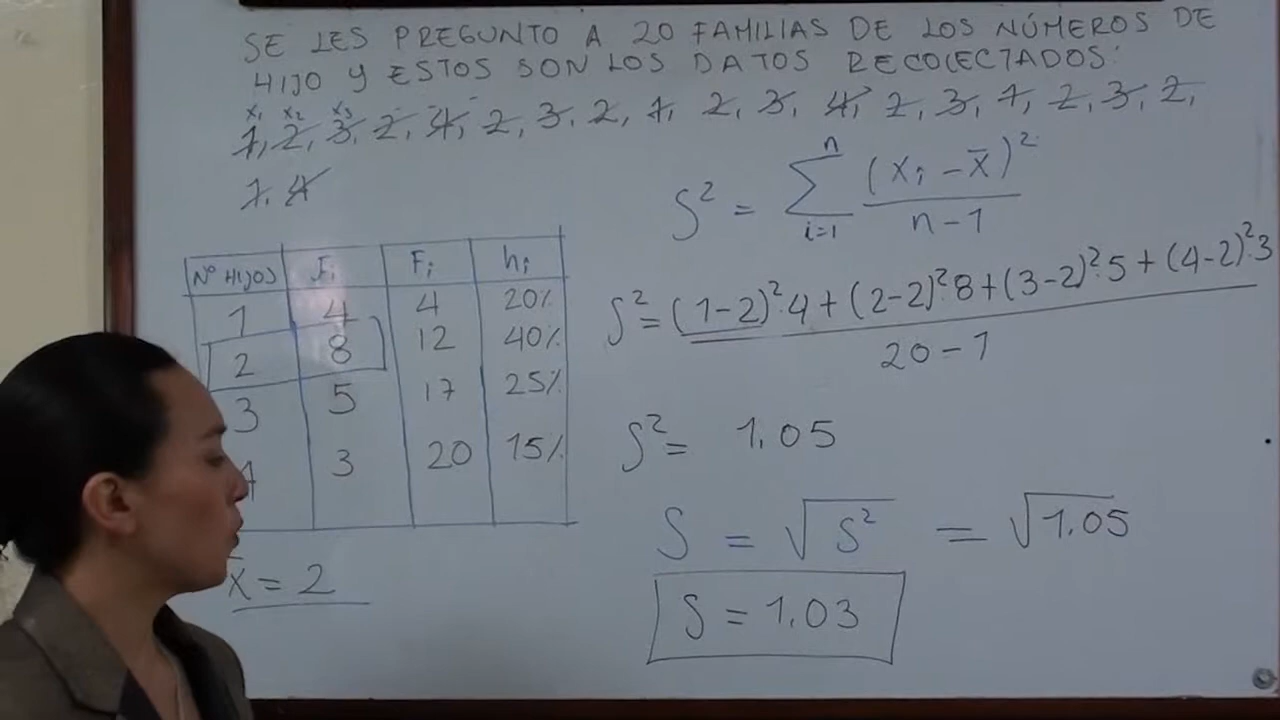 SE LES PREGUNTO A 20 FAMILIAS DE LOS NÚMEROS DE
HIJO Y ESTOS SON LOS DATOS RECOLECTADOS:
x₁ x₂ x₃
1, 2, 3, 2, 4, 2, 3, 2, 1, 2, 3, 4, 2, 3, 1, 2, 3, 2,
1, 4
S² = Σ (xᵢ - x̄)² / n - 1
n
i=1
Nº HIJOS fᵢ Fᵢ hᵢ
1 4 4 20%
2 8 12 40%
3 5 17 25%
4 3 20 15%
x̄ = 2
S² = (1-2)²·4 + (2-2)²·8 + (3-2)²·5 + (4-2)²·3
20 - 1
S² = 1.05
S = √S² = √1.05
S = 1.03